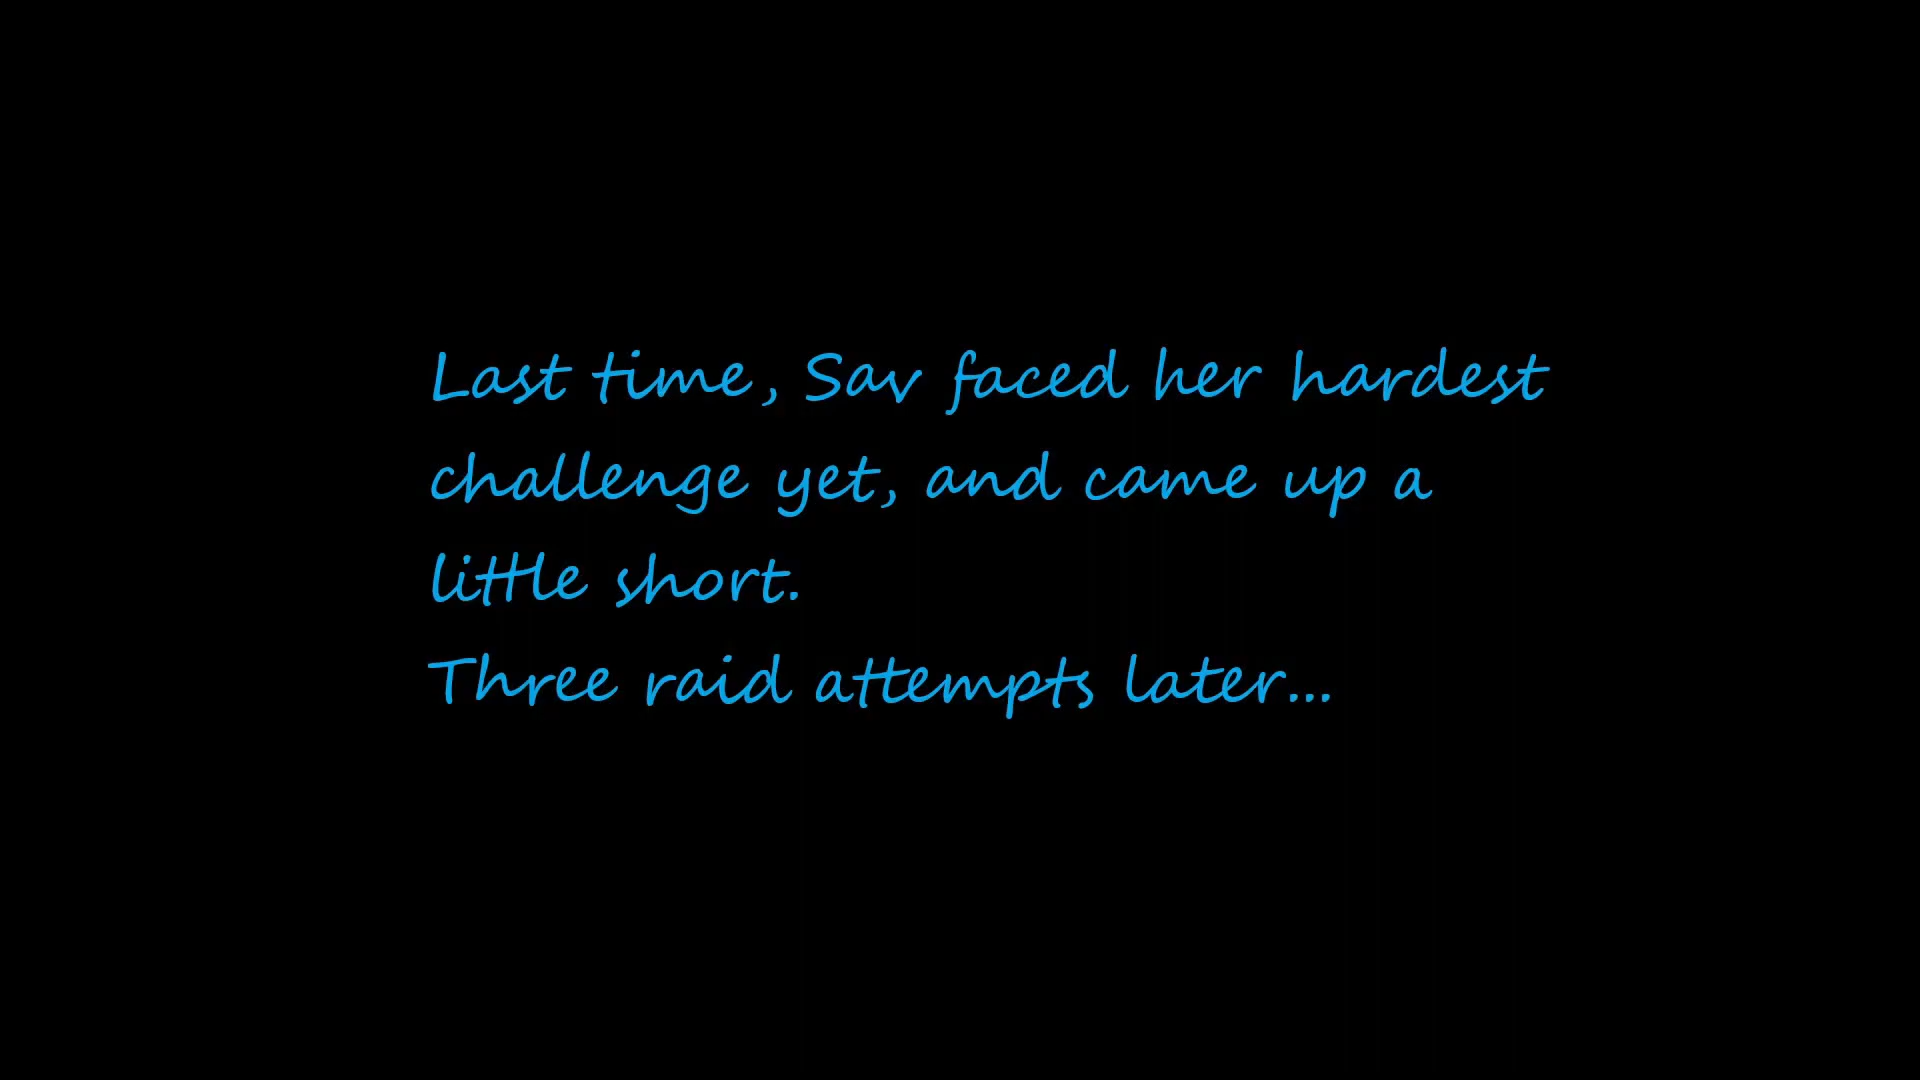 Last time, Sav faced her hardest
challenge yet, and came up a
little short.
Three raid attempts later...